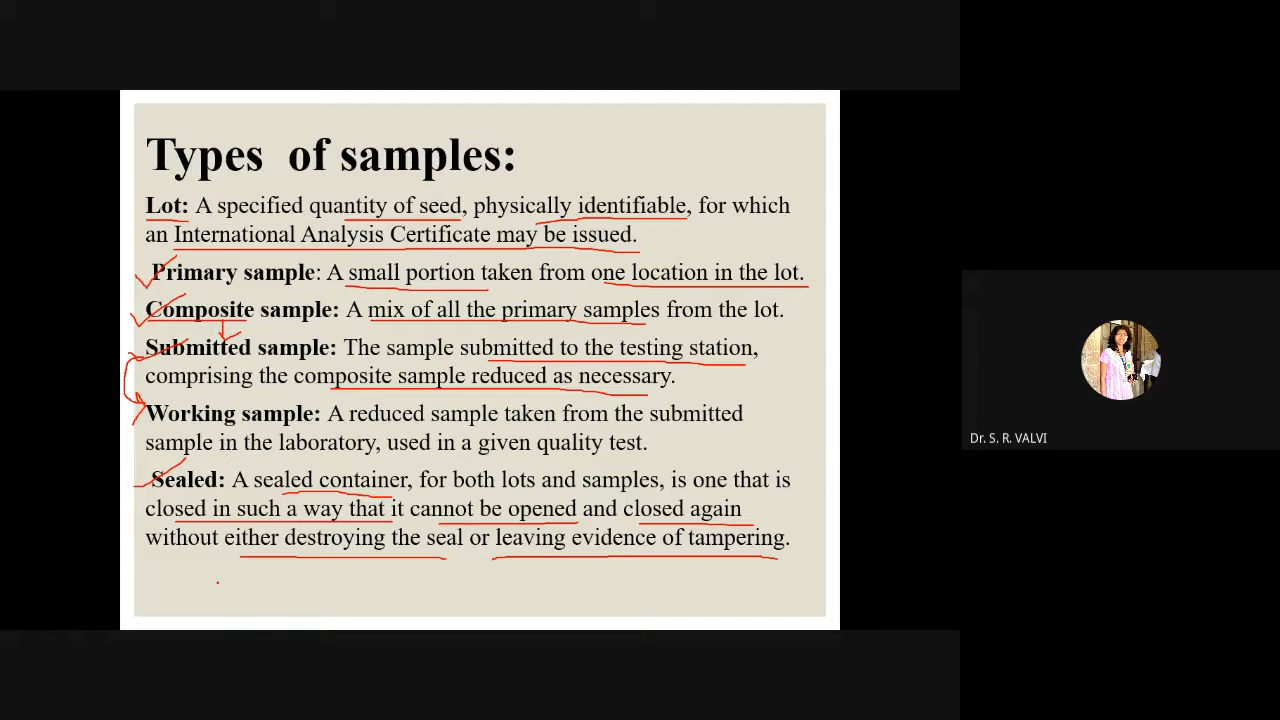 Types of samples:
Lot: A specified quantity of seed, physically identifiable, for which
an International Analysis Certificate may be issued.
Primary sample: A small portion taken from one location in the lot.
Composite sample: A mix of all the primary samples from the lot.
Submitted sample: The sample submitted to the testing station,
comprising the composite sample reduced as necessary.
Working sample: A reduced sample taken from the submitted
sample in the laboratory, used in a given quality test.
Sealed: A sealed container, for both lots and samples, is one that is
closed in such a way that it cannot be opened and closed again
without either destroying the seal or leaving evidence of tampering.
Dr. S. R. VALVI